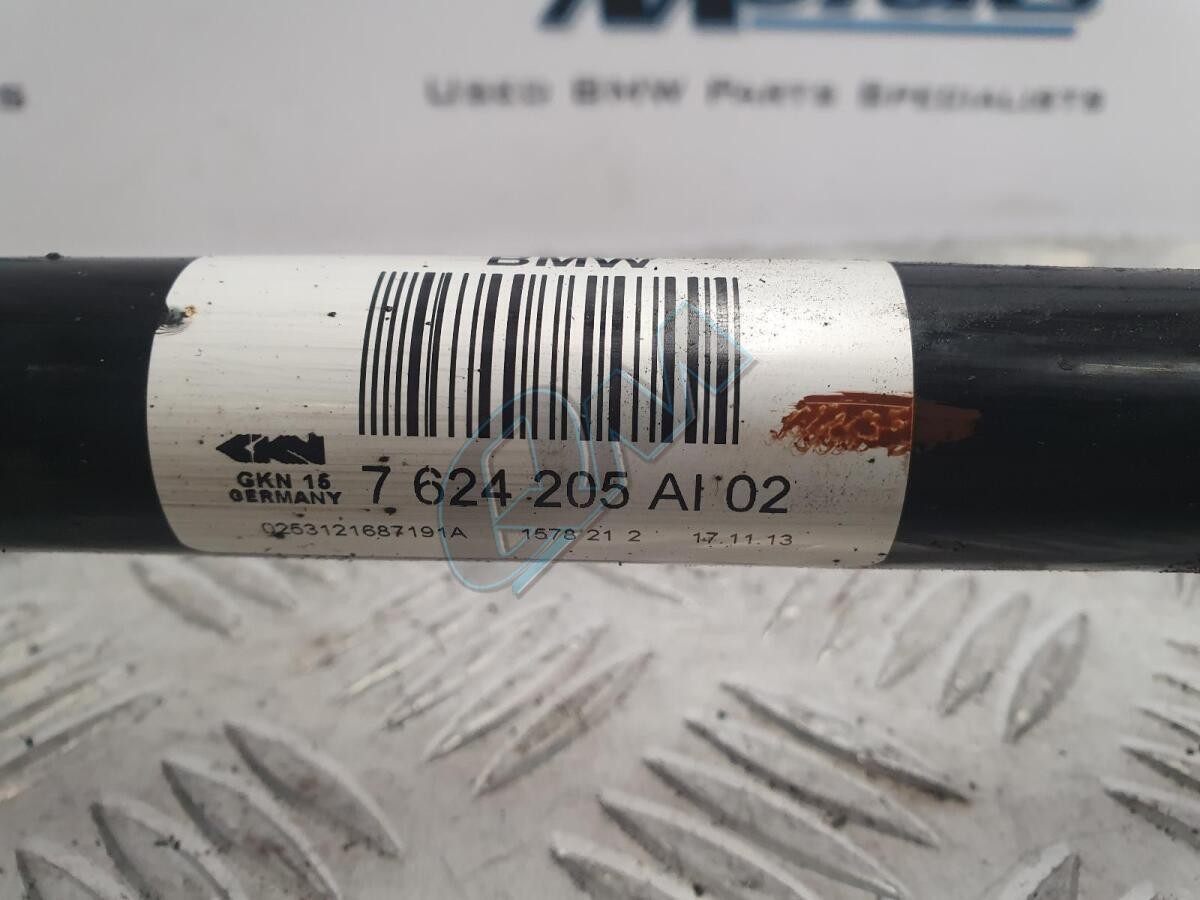 USED BMW PARTS SPECIALISTS
BMW
GKN
GKN 15
GERMANY
7 624 205 AI 02
0253121687191A 1578 21 2 17.11.13